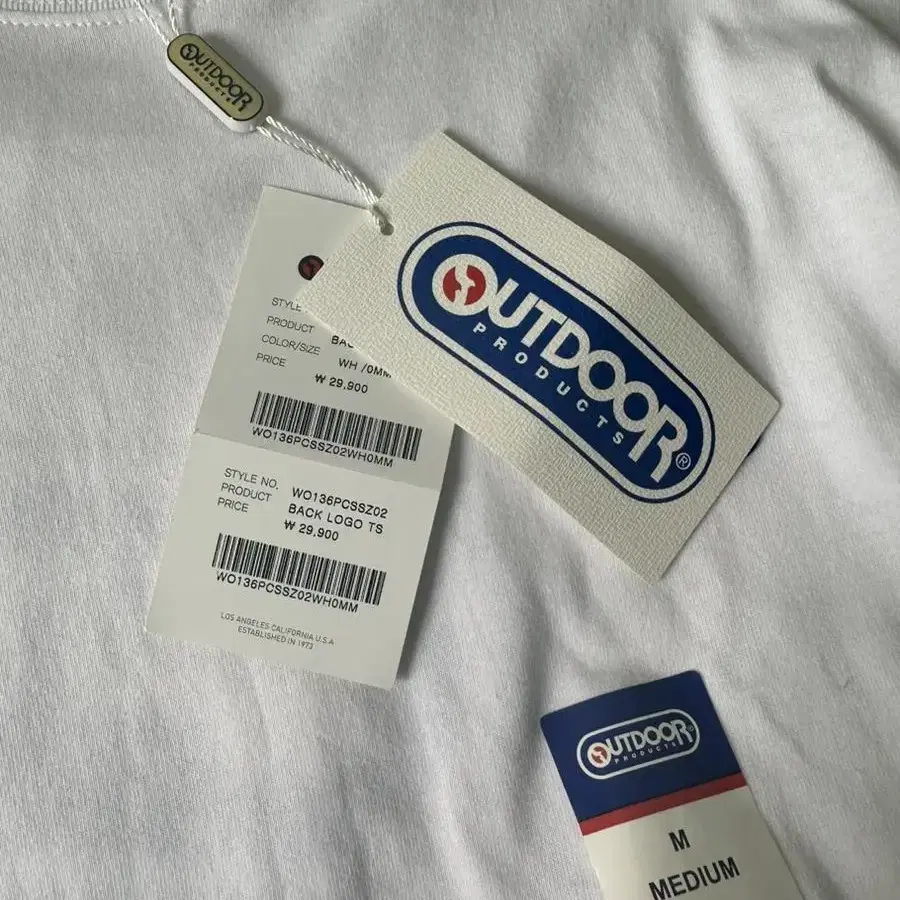 OUTDOOR
PRODUCTS
OUTDOOR
PRODUCTS
®
STYLE
PRODUCT
COLOR/SIZE WH /0MM
PRICE ₩ 29,900
WO136PCSSZ02WH0MM
STYLE NO. WO136PCSSZ02
PRODUCT BACK LOGO TS
PRICE ₩ 29,900
WO136PCSSZ02WH0MM
LOS ANGELES-CALIFORNIA U.S.A
ESTABLISHED IN 1973
OUTDOOR®
PRODUCTS
M
MEDIUM